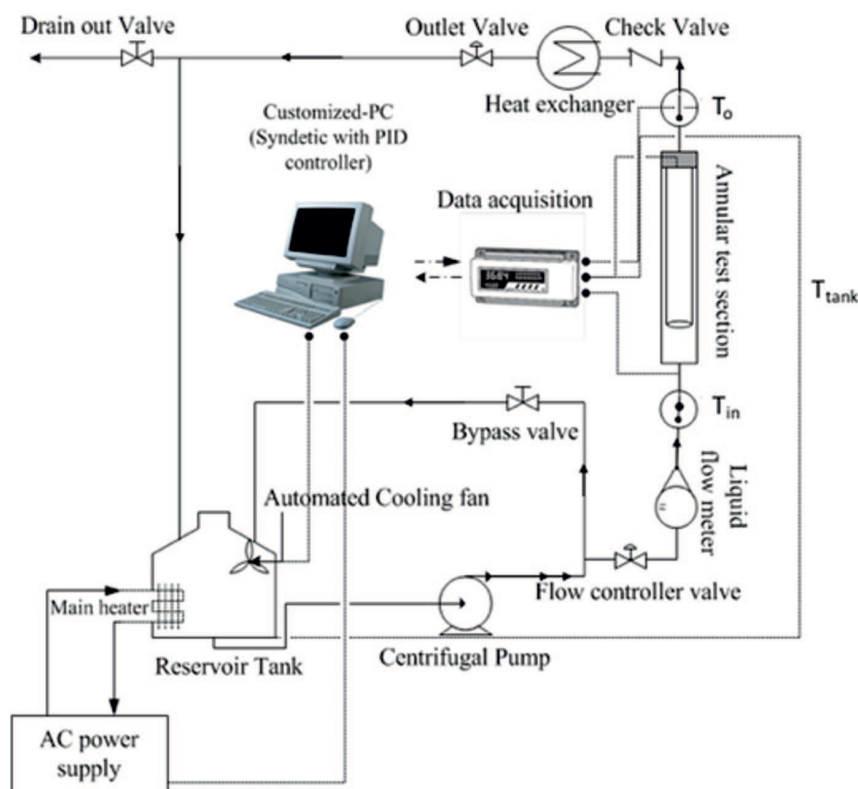 Drain out Valve
Outlet Valve
Check Valve
Heat exchanger
To
Customized-PC
(Syndetic with PID
controller)
Data acquisition
Annular test section
Ttank
Tin
Bypass valve
Liquid
flow meter
Automated Cooling fan
Main heater
Flow controller valve
Reservoir Tank
Centrifugal Pump
AC power
supply